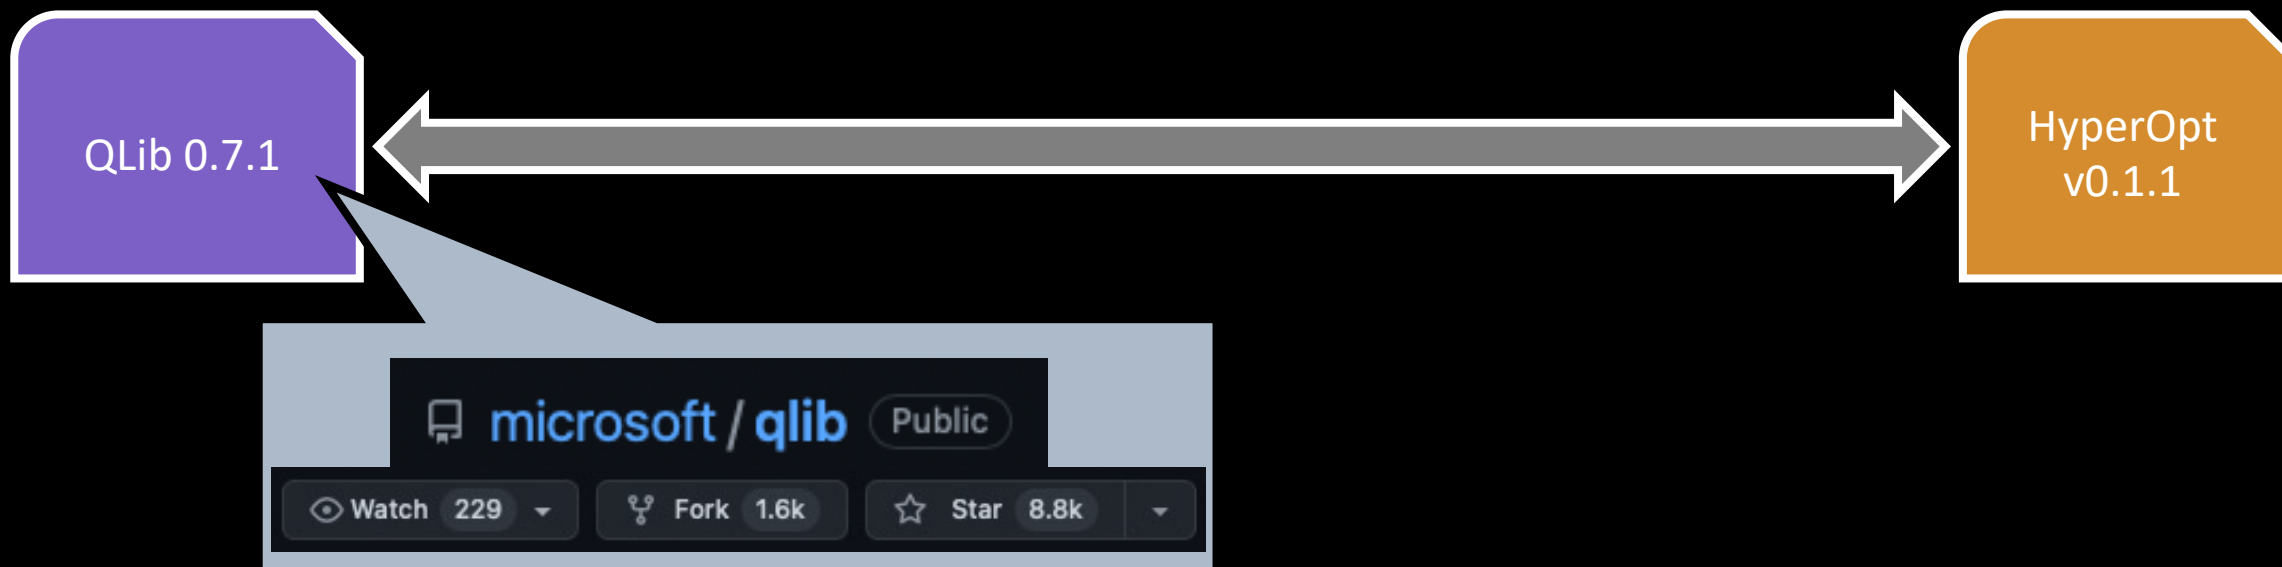 QLib 0.7.1
HyperOpt
v0.1.1
microsoft / qlib Public
Watch 229 Fork 1.6k Star 8.8k